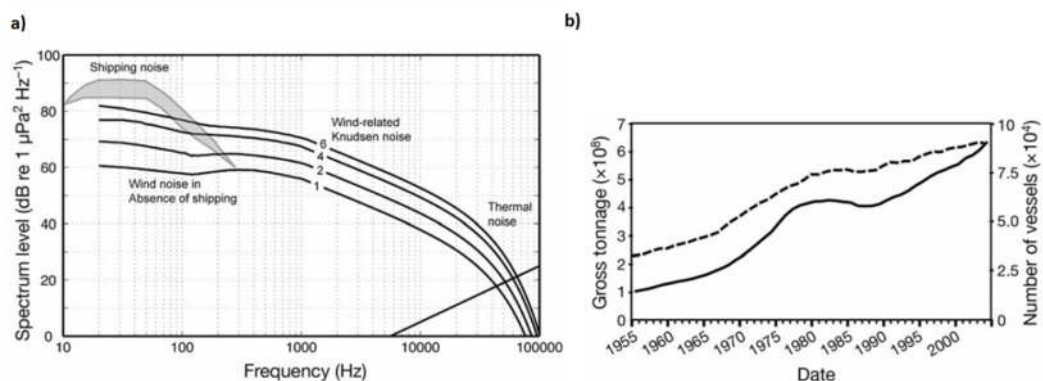 a)
b)
100
80
60
40
20
0
Spectrum level (dB re 1 µPa² Hz⁻¹)
Shipping noise
Wind-related
Knudsen noise
6
4
2
1
Wind noise in
Absence of shipping
Thermal
noise
10
100
1000
10000
100000
Frequency (Hz)
7
6
5
4
3
2
1
0
Gross tonnage (×10⁸)
10
7.5
5.0
2.5
0
Number of vessels (×10⁴)
1955
1960
1965
1970
1975
1980
1985
1990
1995
2000
Date